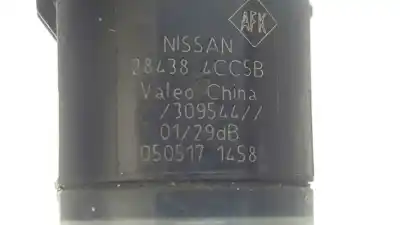 AFK
NISSAN
28438 4CC5B
Valeo China
/309544//
01/29dB
050517 1458